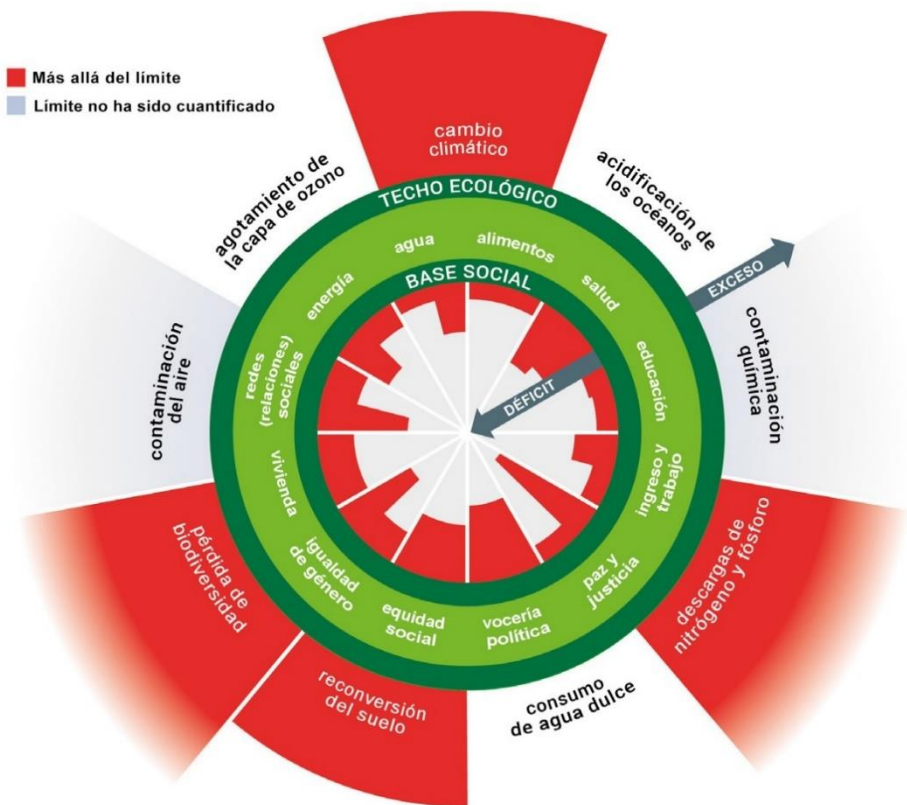 Más allá del límite
Límite no ha sido cuantificado
cambio
climático
agotamiento de
la capa de ozono
acidificación de
los océanos
TECHO ECOLÓGICO
EXCESO
contaminación
del aire
contaminación
química
agua
alimentos
energía
salud
BASE SOCIAL
redes
(relaciones)
sociales
educación
DÉFICIT
vivienda
ingreso y
trabajo
igualdad
de género
paz y
justicia
equidad
social
vocería
política
pérdida de
biodiversidad
descargas de
nitrógeno y fósforo
reconversión
del suelo
consumo
de agua dulce